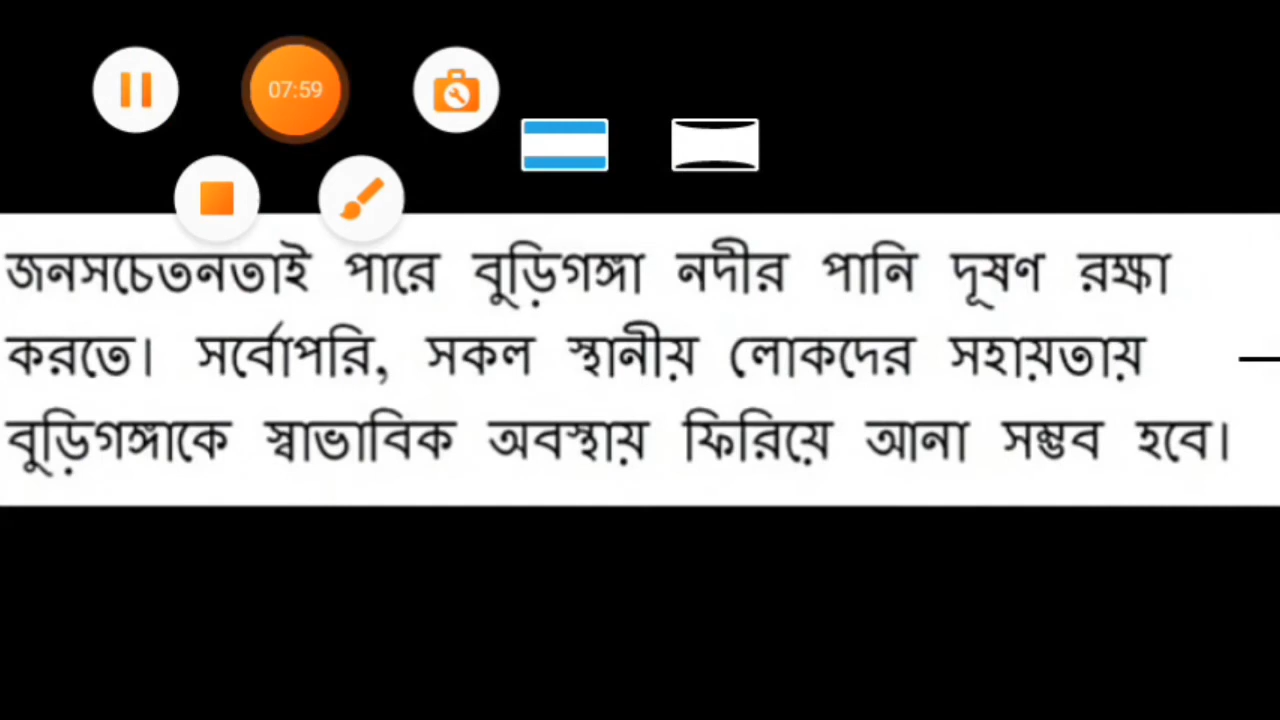 07:59
জনসচেতনতাই পারে বুড়িগঙ্গা নদীর পানি দূষণ রক্ষা
করতে। সর্বোপরি, সকল স্থানীয় লোকদের সহায়তায়
বুড়িগঙ্গাকে স্বাভাবিক অবস্থায় ফিরিয়ে আনা সম্ভব হবে।